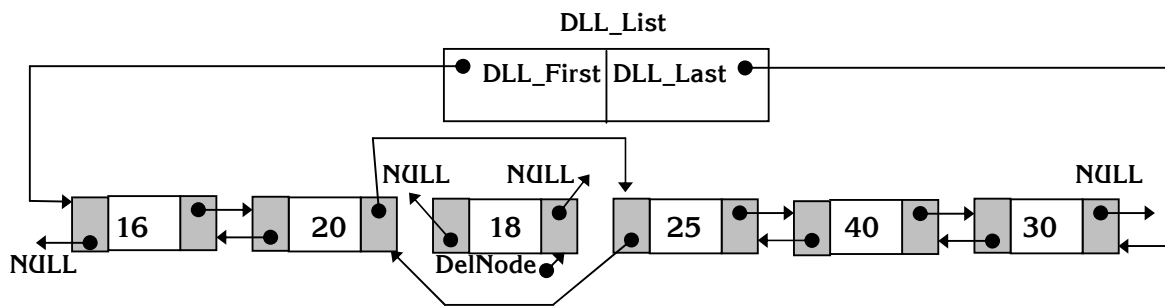 DLL_List
DLL_First DLL_Last
NULL NULL NULL
16 20 18 25 40 30
NULL DelNode